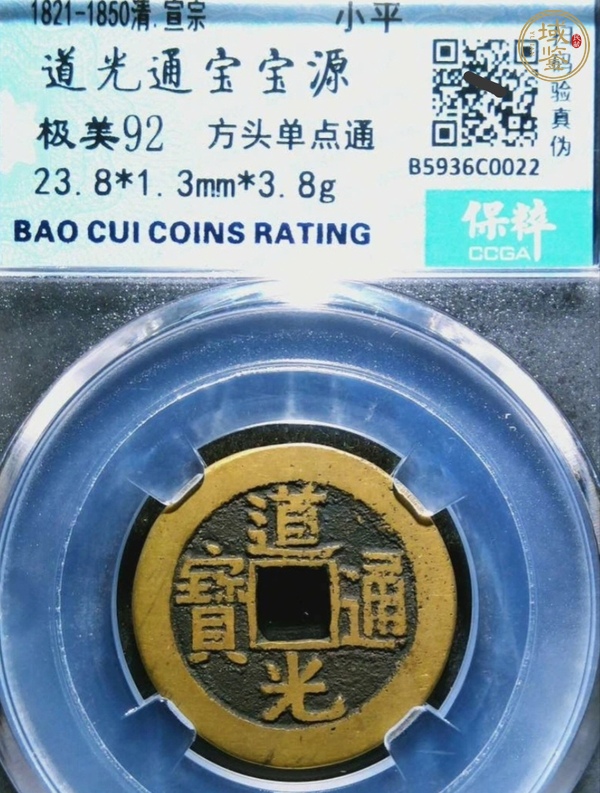 1821-1850清.宣宗 小平
道光通宝宝源
极美92 方头单点通
23.8*1.3mm*3.8g
BAO CUI COINS RATING
B5936C0022
验真伪
保粹
CCGA
域鉴
道光通寶